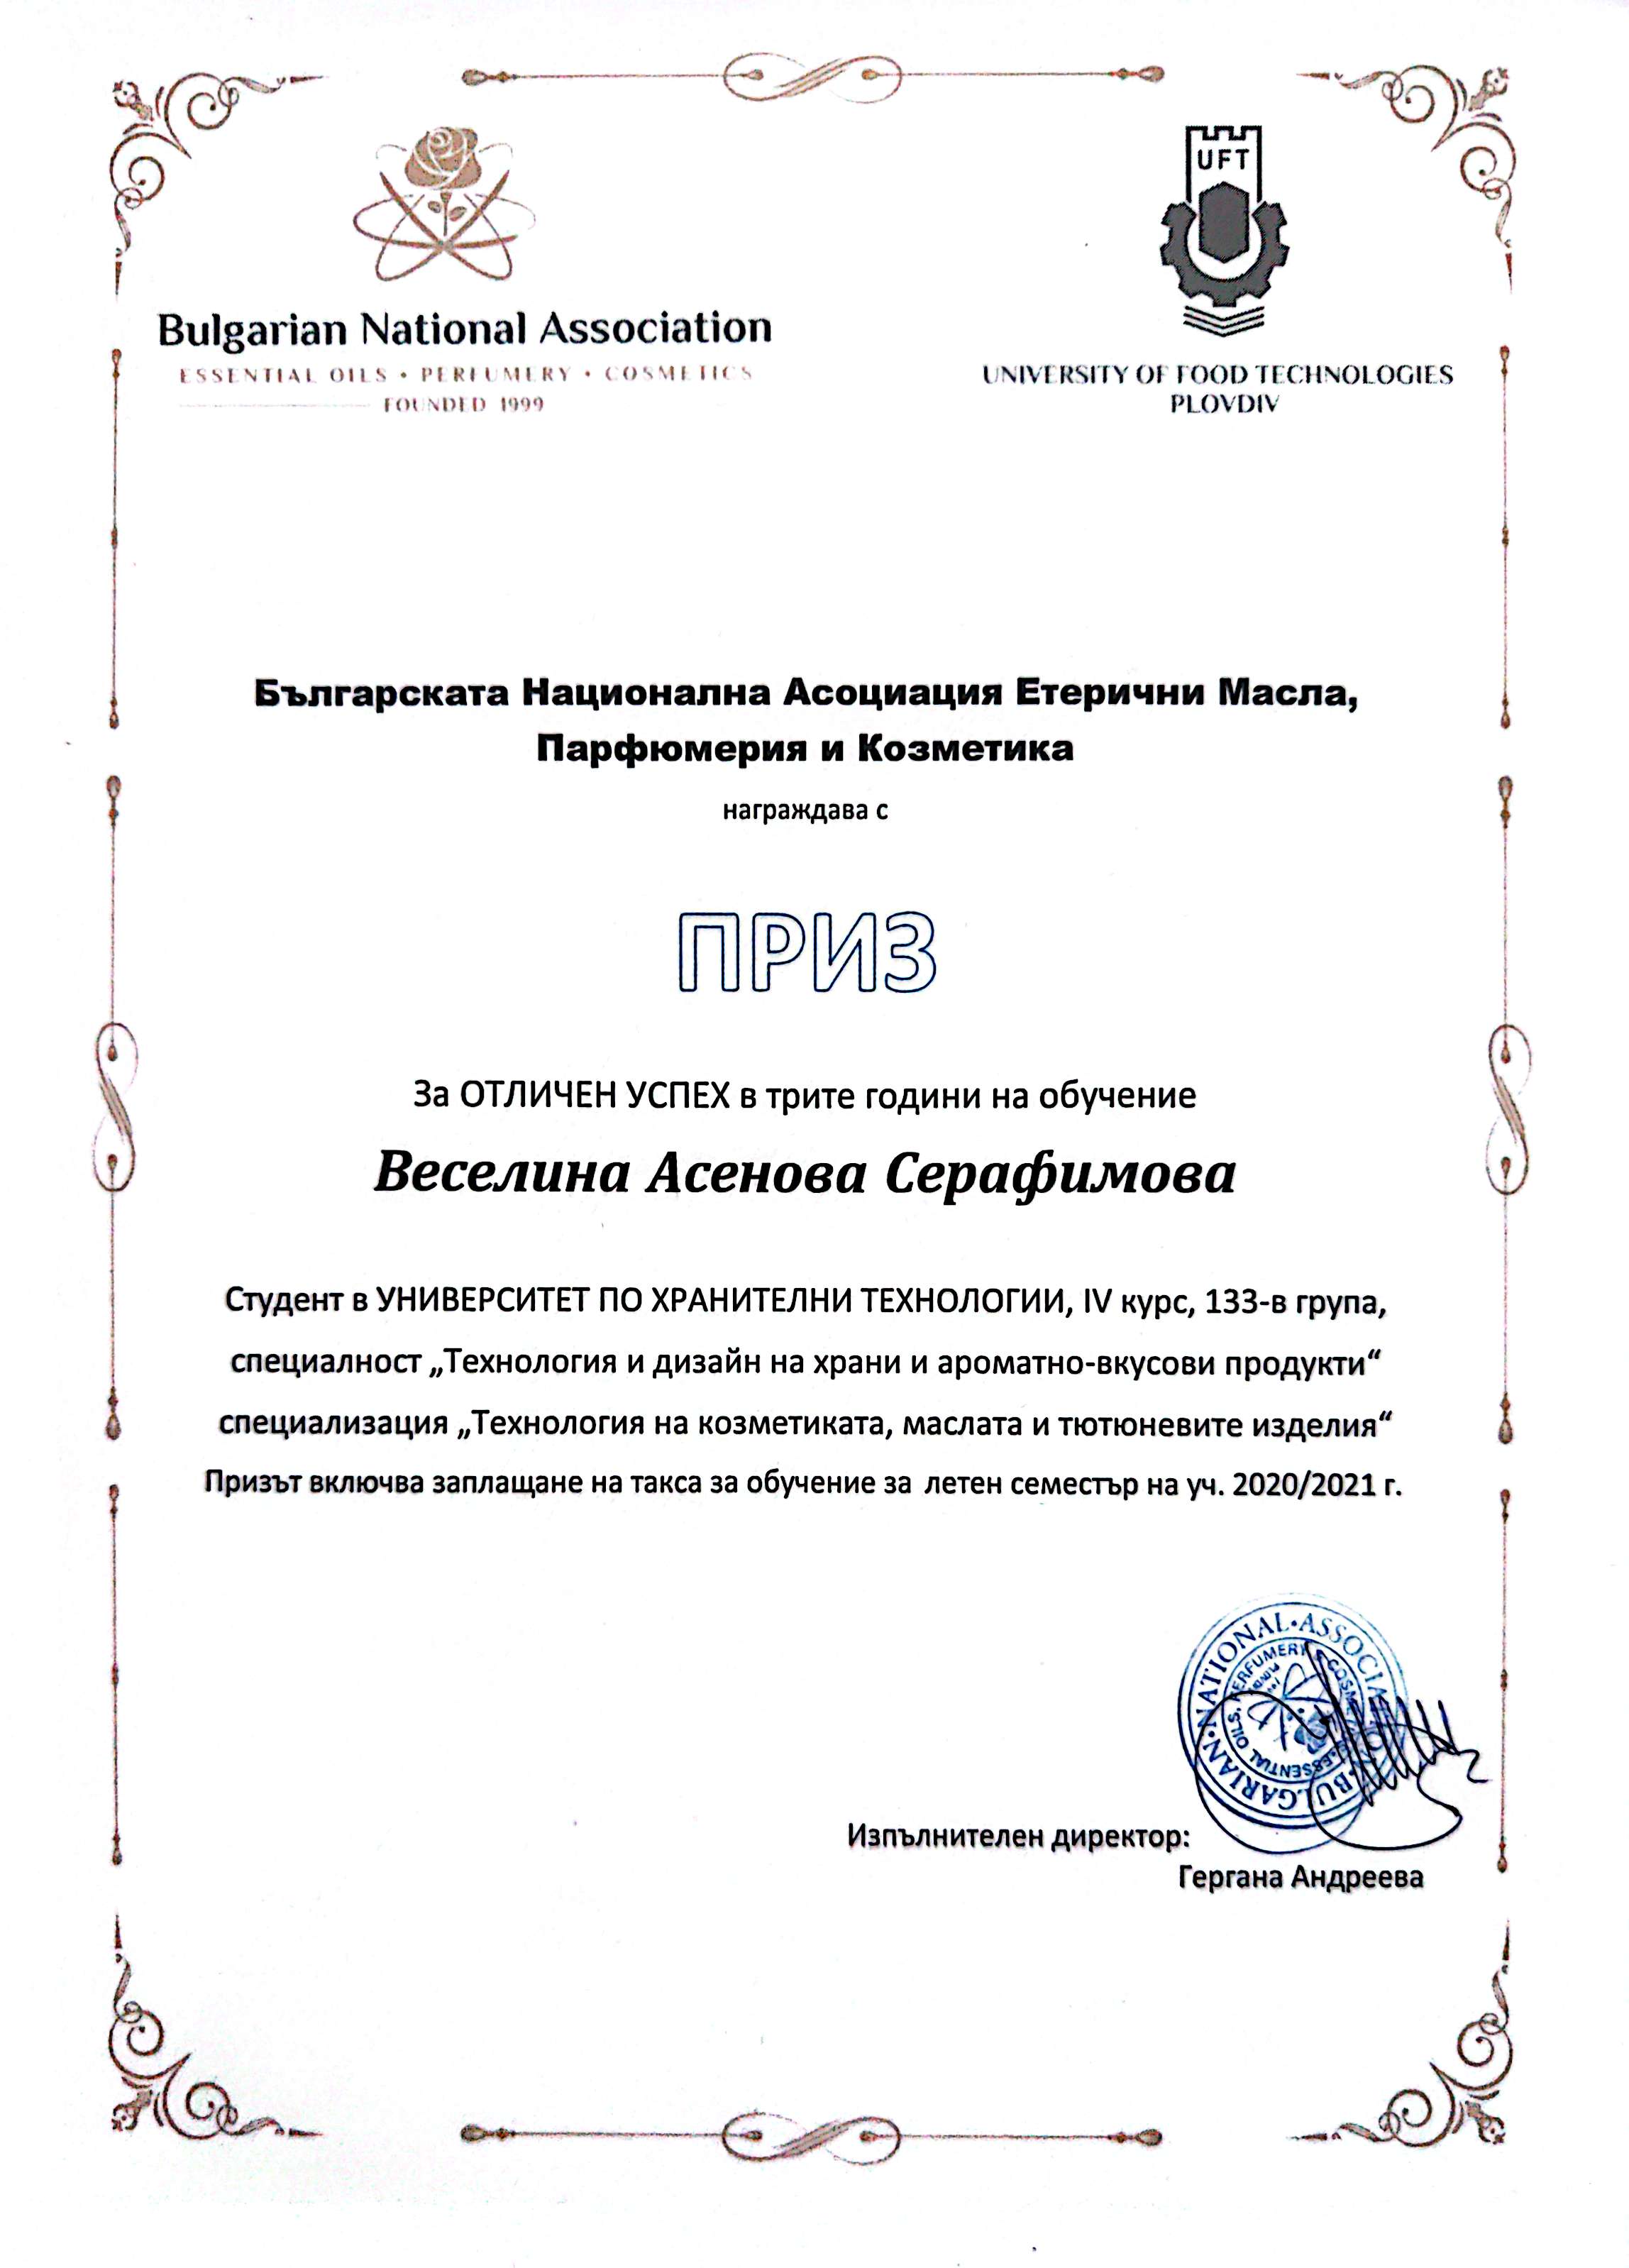 UFT
Bulgarian National Association
ESSENTIAL OILS • PERFUMERY • COSMETICS
FOUNDED 1999
UNIVERSITY OF FOOD TECHNOLOGIES
PLOVDIV
Българската Национална Асоциация Етерични Масла,
Парфюмерия и Козметика
награждава с
ПРИЗ
За ОТЛИЧЕН УСПЕХ в трите години на обучение
Веселина Асенова Серафимова
Студент в УНИВЕРСИТЕТ ПО ХРАНИТЕЛНИ ТЕХНОЛОГИИ, IV курс, 133-в група,
специалност „Технология и дизайн на храни и ароматно-вкусови продукти“
специализация „Технология на козметиката, маслата и тютюневите изделия“
Призът включва заплащане на такса за обучение за летен семестър на уч. 2020/2021 г.
BULGARIAN•NATIONAL•
ESSENTIAL OILS, PERFUMERY
Изпълнителен директор:
Гергана Андреева